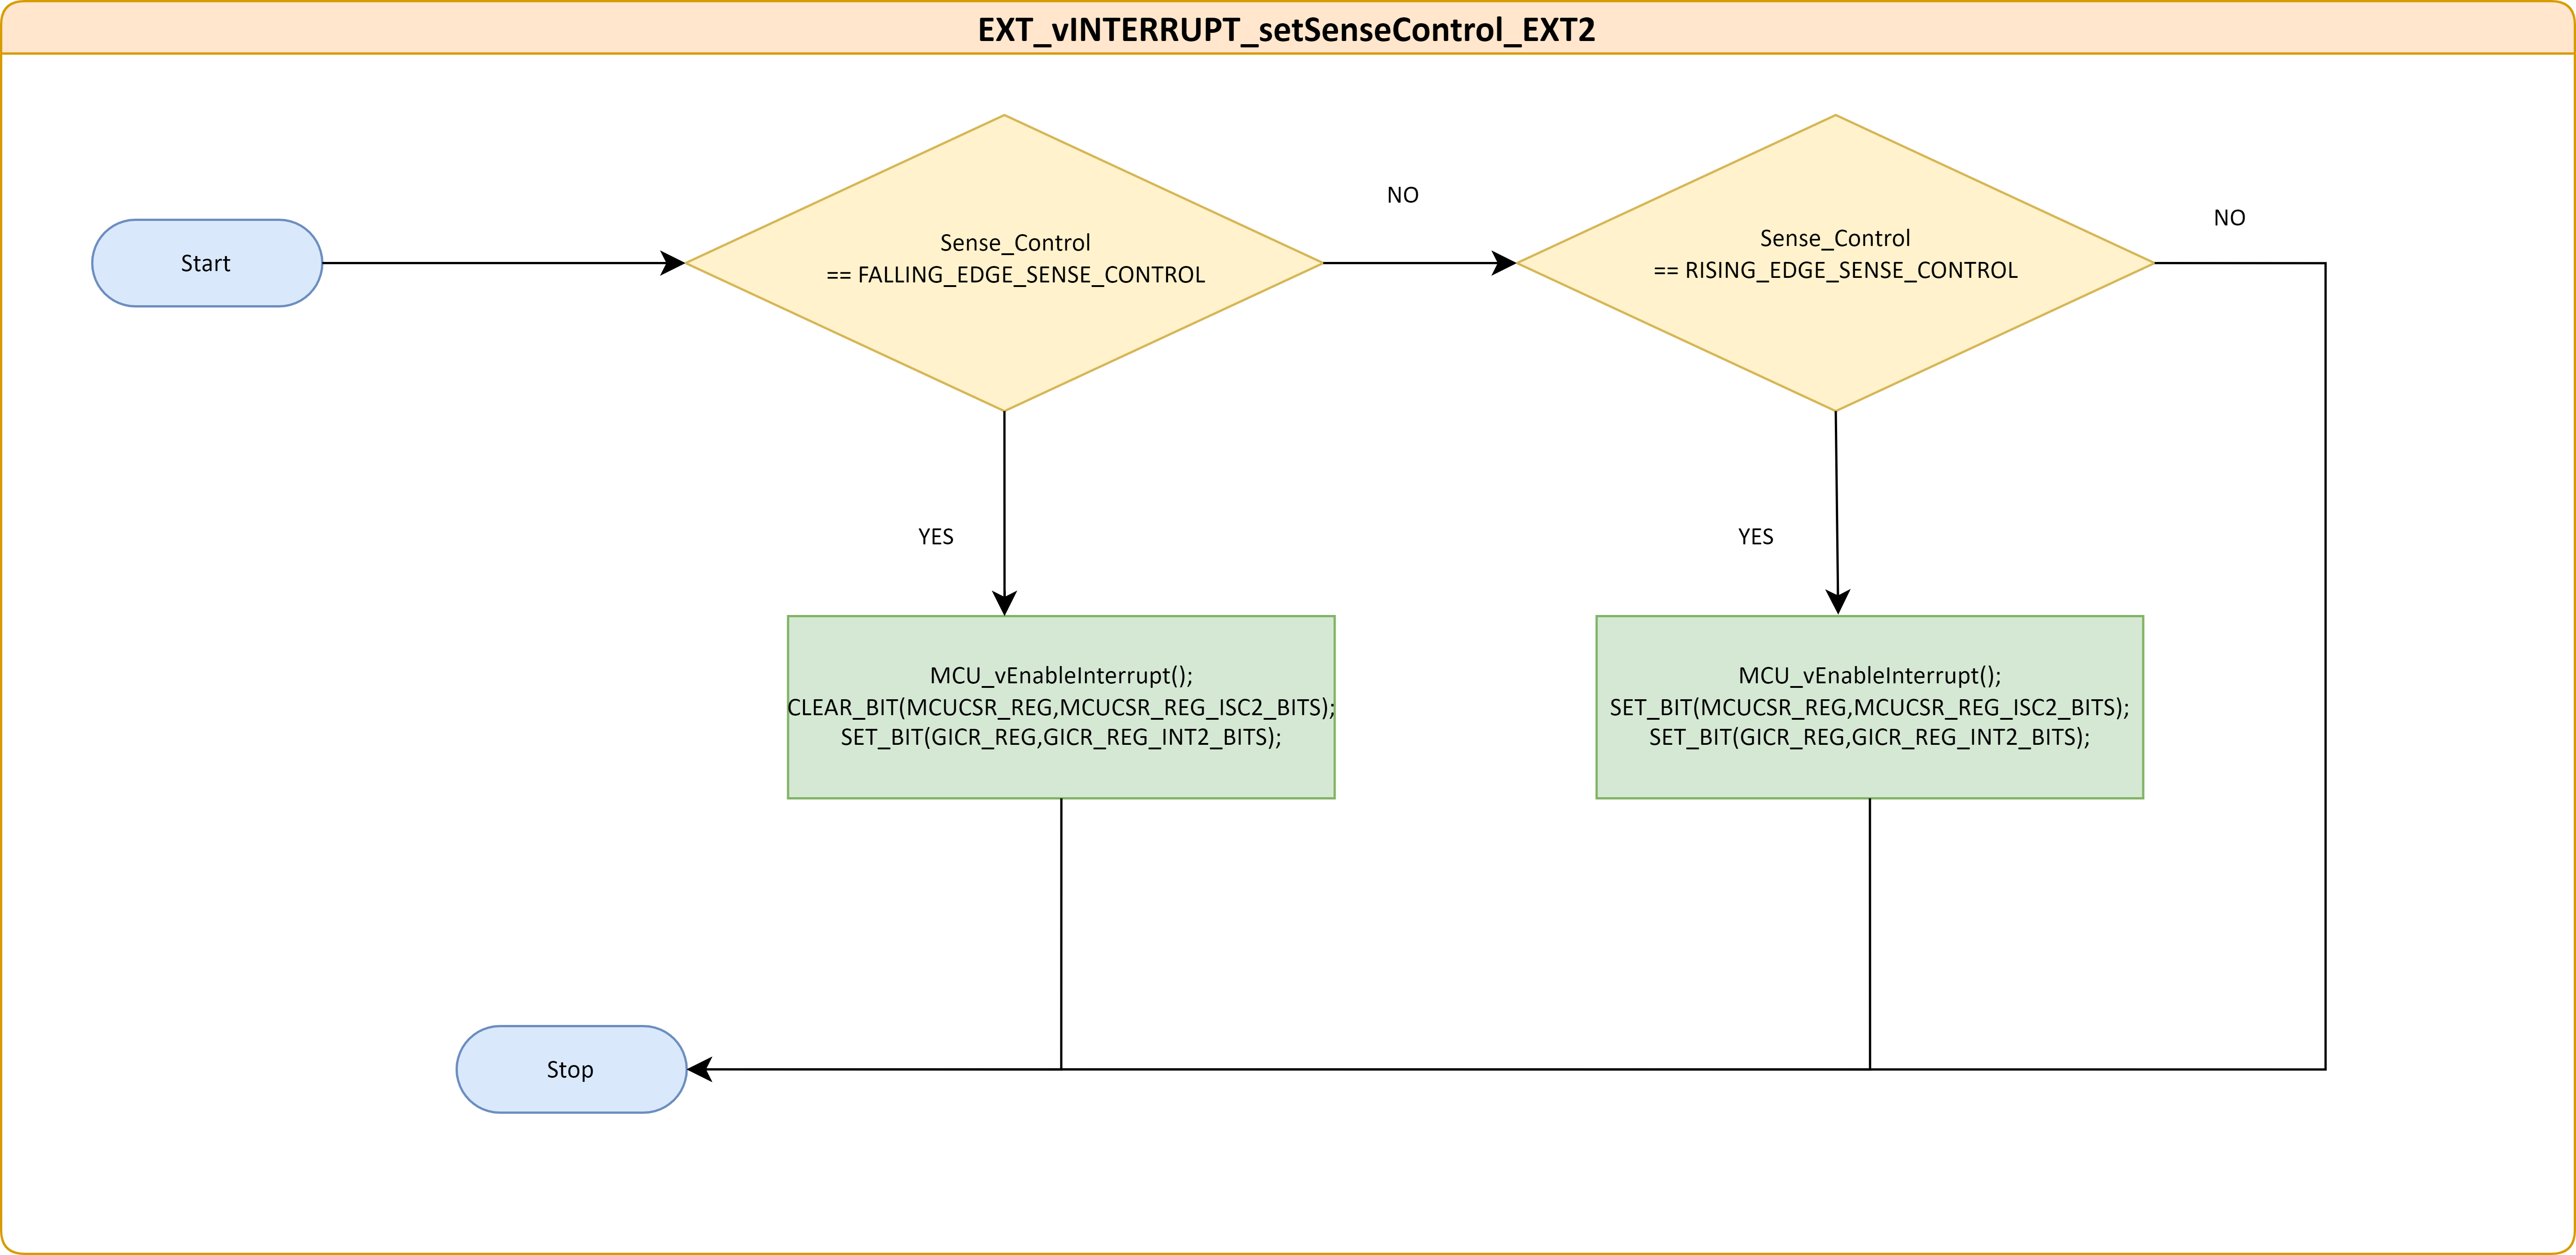 EXT_vINTERRUPT_setSenseControl_EXT2
Start
Sense_Control
== FALLING_EDGE_SENSE_CONTROL
NO
Sense_Control
== RISING_EDGE_SENSE_CONTROL
NO
YES
YES
MCU_vEnableInterrupt();
CLEAR_BIT(MCUCSR_REG,MCUCSR_REG_ISC2_BITS);
SET_BIT(GICR_REG,GICR_REG_INT2_BITS);
MCU_vEnableInterrupt();
SET_BIT(MCUCSR_REG,MCUCSR_REG_ISC2_BITS);
SET_BIT(GICR_REG,GICR_REG_INT2_BITS);
Stop